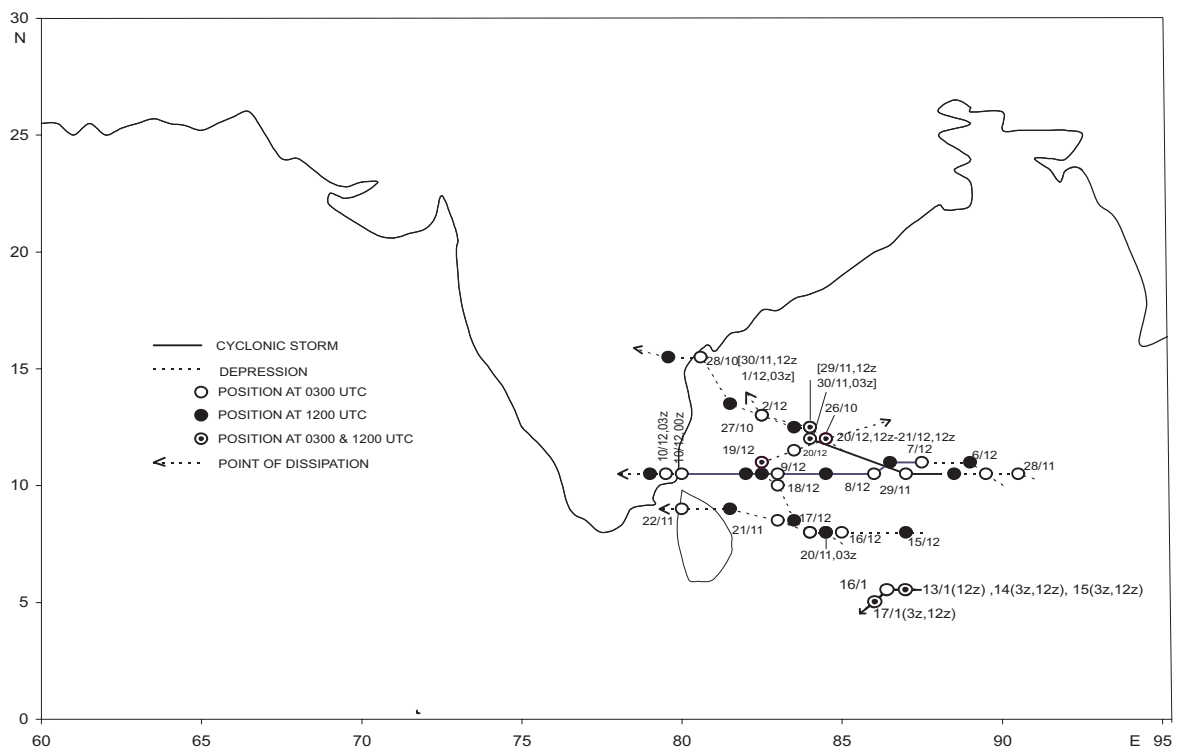 30
N
25
20
15
10
5
0
60
65
70
75
80
85
90
E 95
CYCLONIC STORM
DEPRESSION
POSITION AT 0300 UTC
POSITION AT 1200 UTC
POSITION AT 0300 & 1200 UTC
POINT OF DISSIPATION
28/10
[30/11,12z
1/12,03z]
[29/11,12z
30/11,03z]
2/12
26/10
27/10
20/12,12z-21/12,12z
10/12,03z
10/12,00z
19/12
20/12
7/12
6/12
9/12
28/11
18/12
8/12
29/11
22/11
21/11
17/12
16/12
15/12
20/11,03z
16/1
13/1(12z) ,14(3z,12z), 15(3z,12z)
17/1(3z,12z)